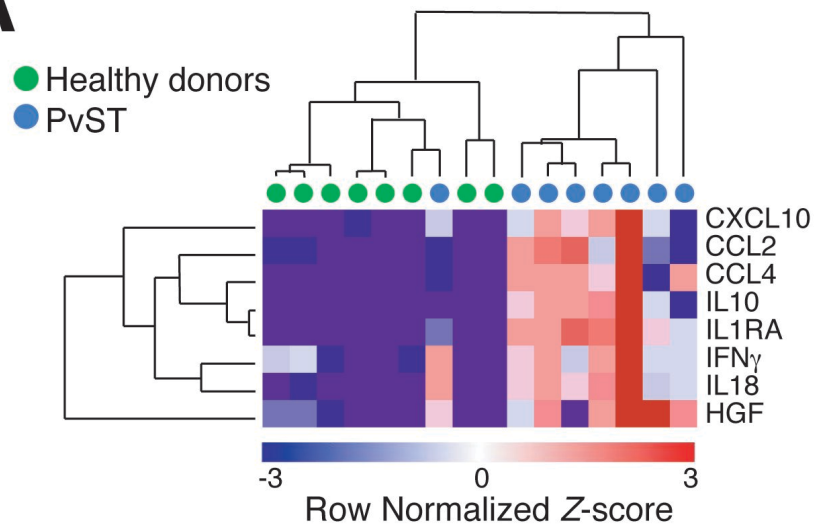 A
Healthy donors
PvST
CXCL10
CCL2
CCL4
IL10
IL1RA
IFNγ
IL18
HGF
-3 0 3
Row Normalized Z-score